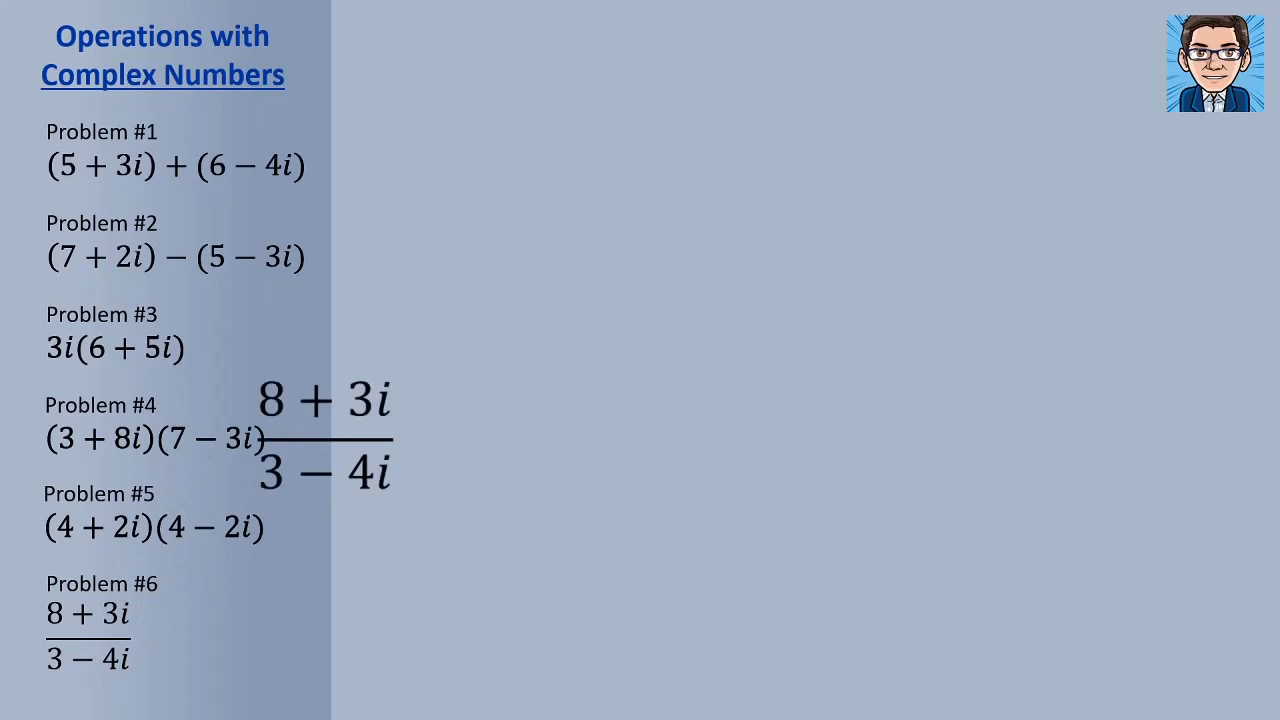 Operations with
Complex Numbers
Problem #1
(5 + 3i) + (6 − 4i)
Problem #2
(7 + 2i) − (5 − 3i)
Problem #3
3i(6 + 5i)
Problem #4
(3 + 8i)(7 − 3i)
Problem #5
(4 + 2i)(4 − 2i)
Problem #6
8 + 3i
3 − 4i
8 + 3i
3 − 4i